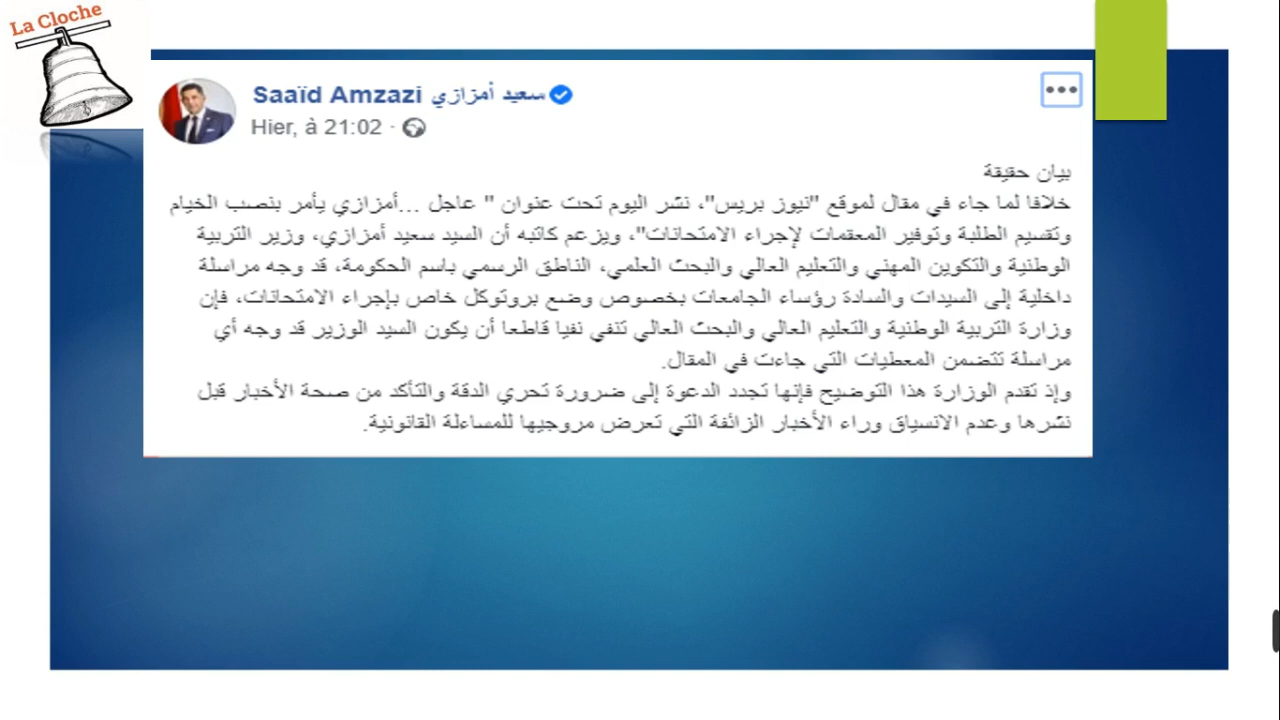 La Cloche
Saaïd Amzazi سعيد أمزازي
Hier, à 21:02 ·
بيان حقيقة
خلافا لما جاء في مقال لموقع "نيوز بريس"، نشر اليوم تحت عنوان " عاجل ...أمزازي يأمر بنصب الخيام
وتقسيم الطلبة وتوفير المعقمات لإجراء الامتحانات"، ويزعم كاتبه أن السيد سعيد أمزازي، وزير التربية
الوطنية والتكوين المهني والتعليم العالي والبحث العلمي، الناطق الرسمي باسم الحكومة، قد وجه مراسلة
داخلية إلى السيدات والسادة رؤساء الجامعات بخصوص وضع بروتوكل خاص بإجراء الامتحانات، فإن
وزارة التربية الوطنية والتعليم العالي والبحث العالي تنفي نفيا قاطعا أن يكون السيد الوزير قد وجه أي
مراسلة تتضمن المعطيات التي جاءت في المقال.
وإذ تقدم الوزارة هذا التوضيح فإنها تجدد الدعوة إلى ضرورة تحري الدقة والتأكد من صحة الأخبار قبل
نشرها وعدم الانسياق وراء الأخبار الزائفة التي تعرض مروجيها للمساءلة القانونية.